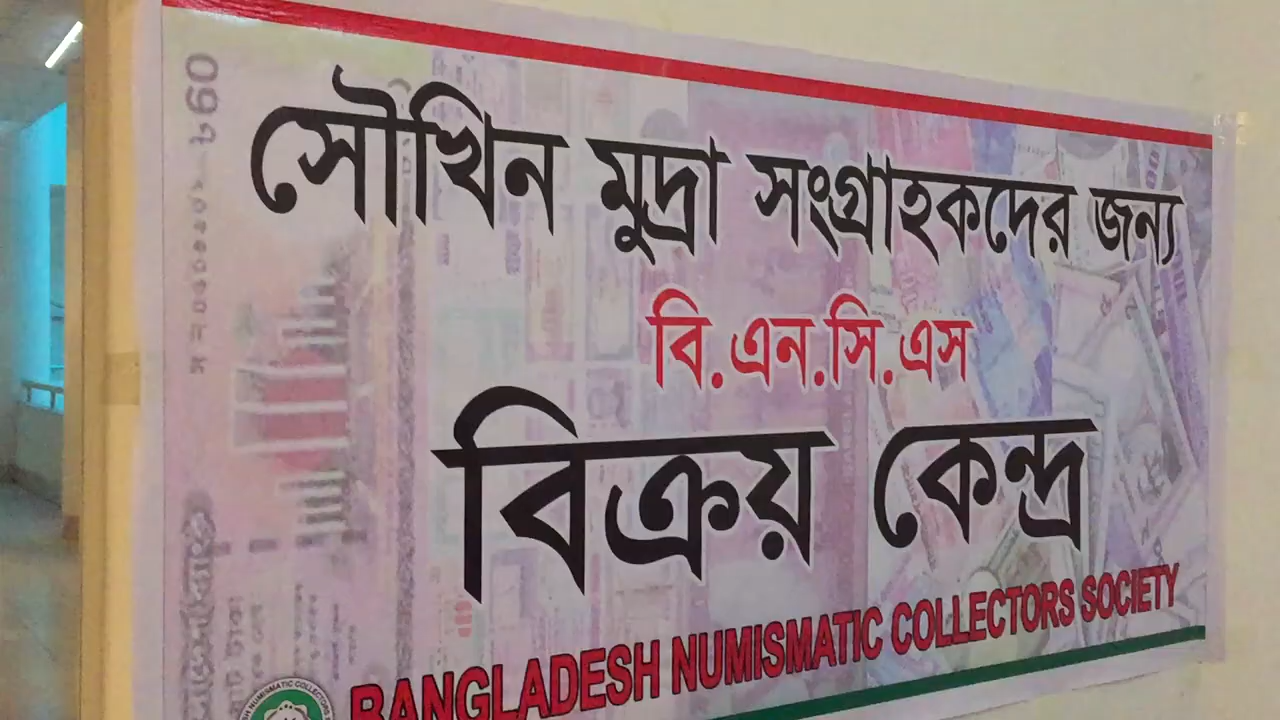 সৌখিন মুদ্রা সংগ্রাহকদের জন্য
বি.এন.সি.এস
বিক্রয় কেন্দ্র
BANGLADESH NUMISMATIC COLLECTORS SOCIETY